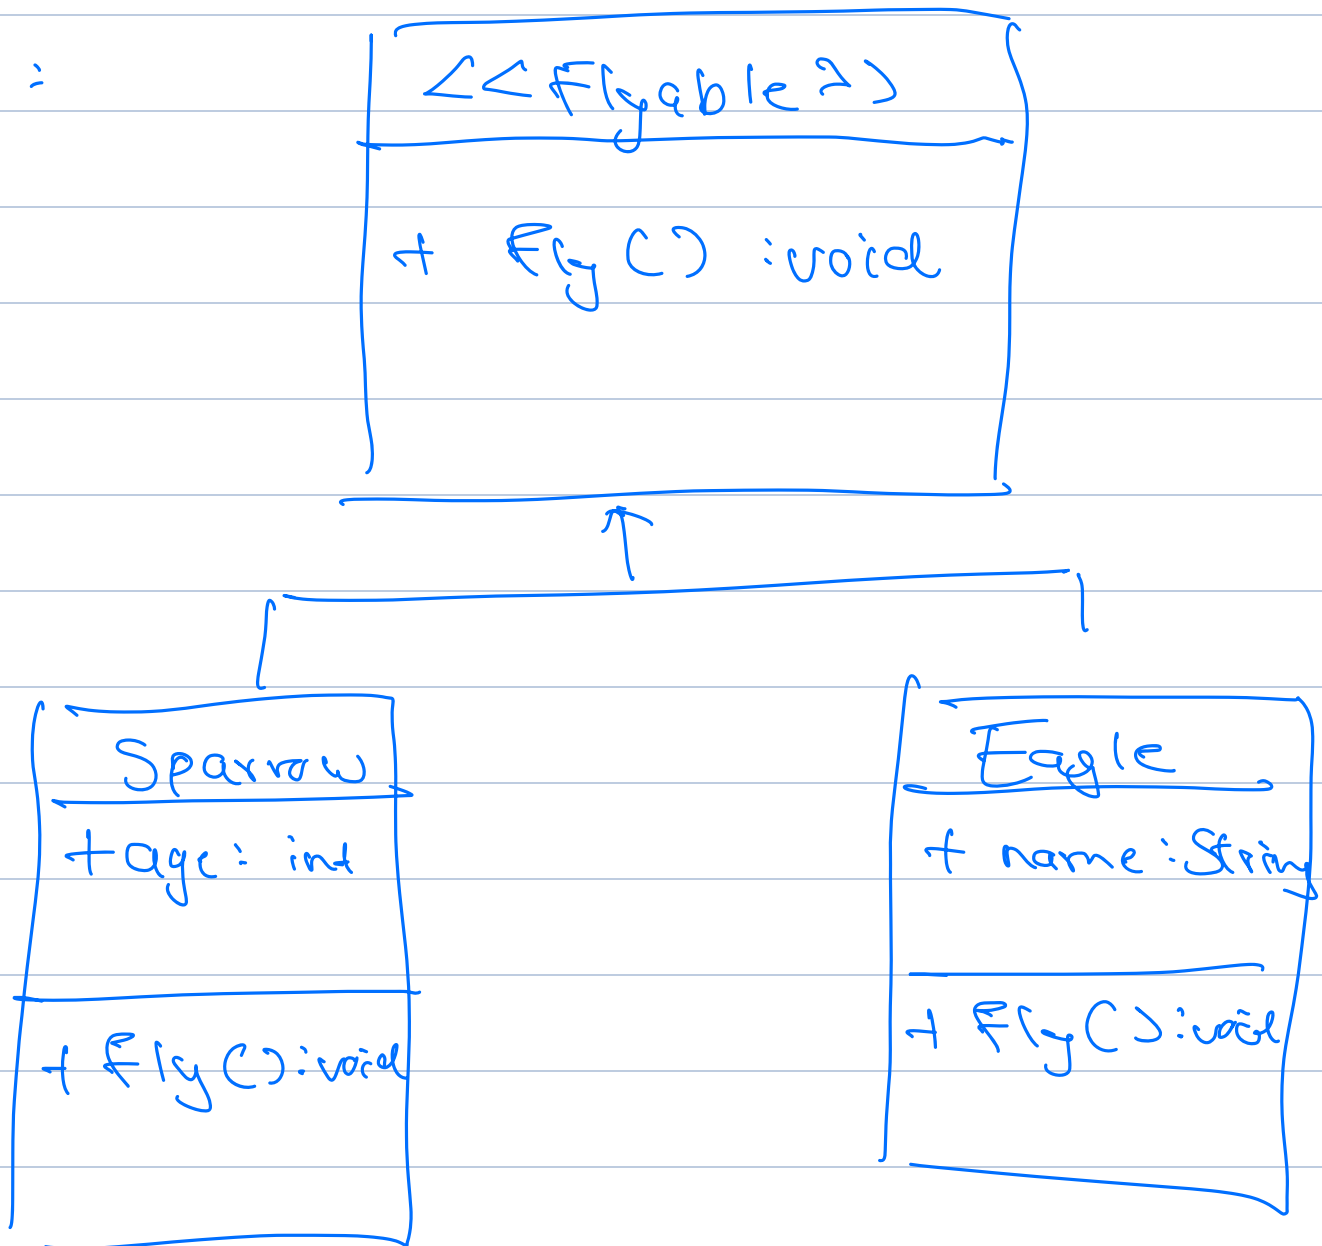 :
<<Flyable>>
+ Fly() :void
Sparrow
+age: int
+ Fly():void
Eagle
+ name:String
+ Fly():void